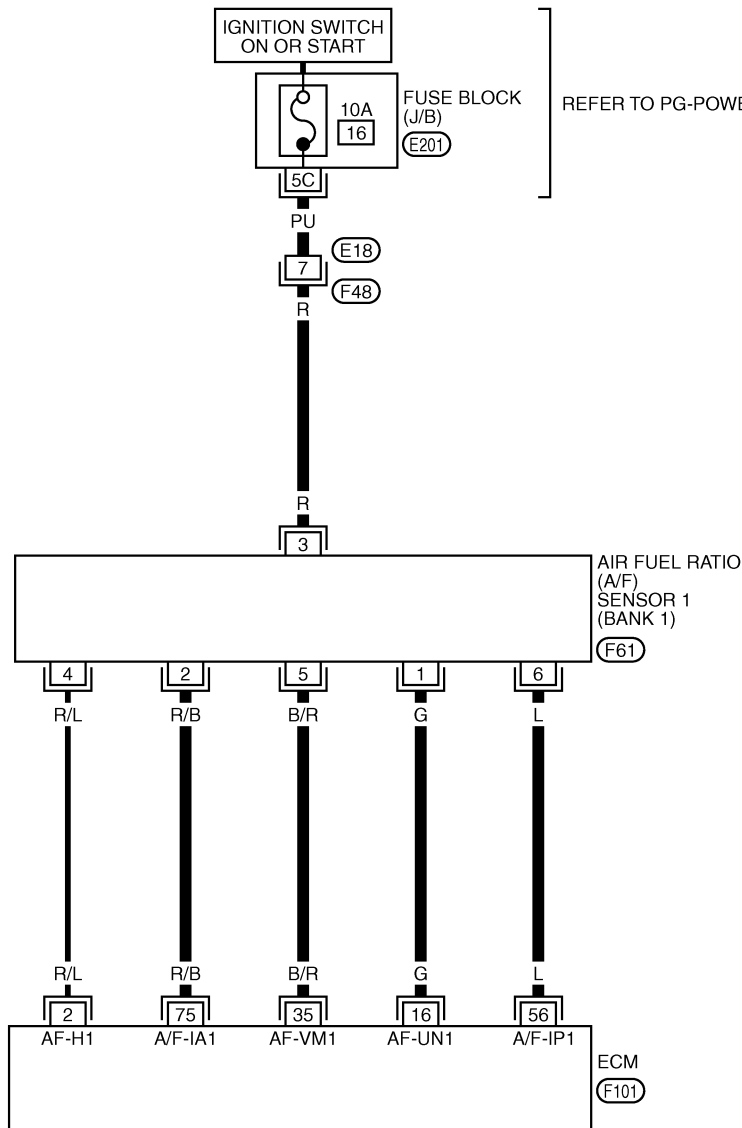 IGNITION SWITCH
ON OR START
FUSE BLOCK
(J/B)
10A
16
E201
REFER TO PG-POWE
5C
PU
E18
7
F48
R
R
3
AIR FUEL RATIO
(A/F)
SENSOR 1
(BANK 1)
F61
4 2 5 1 6
R/L R/B B/R G L
R/L R/B B/R G L
2 75 35 16 56
AF-H1 A/F-IA1 AF-VM1 AF-UN1 A/F-IP1
ECM
F101